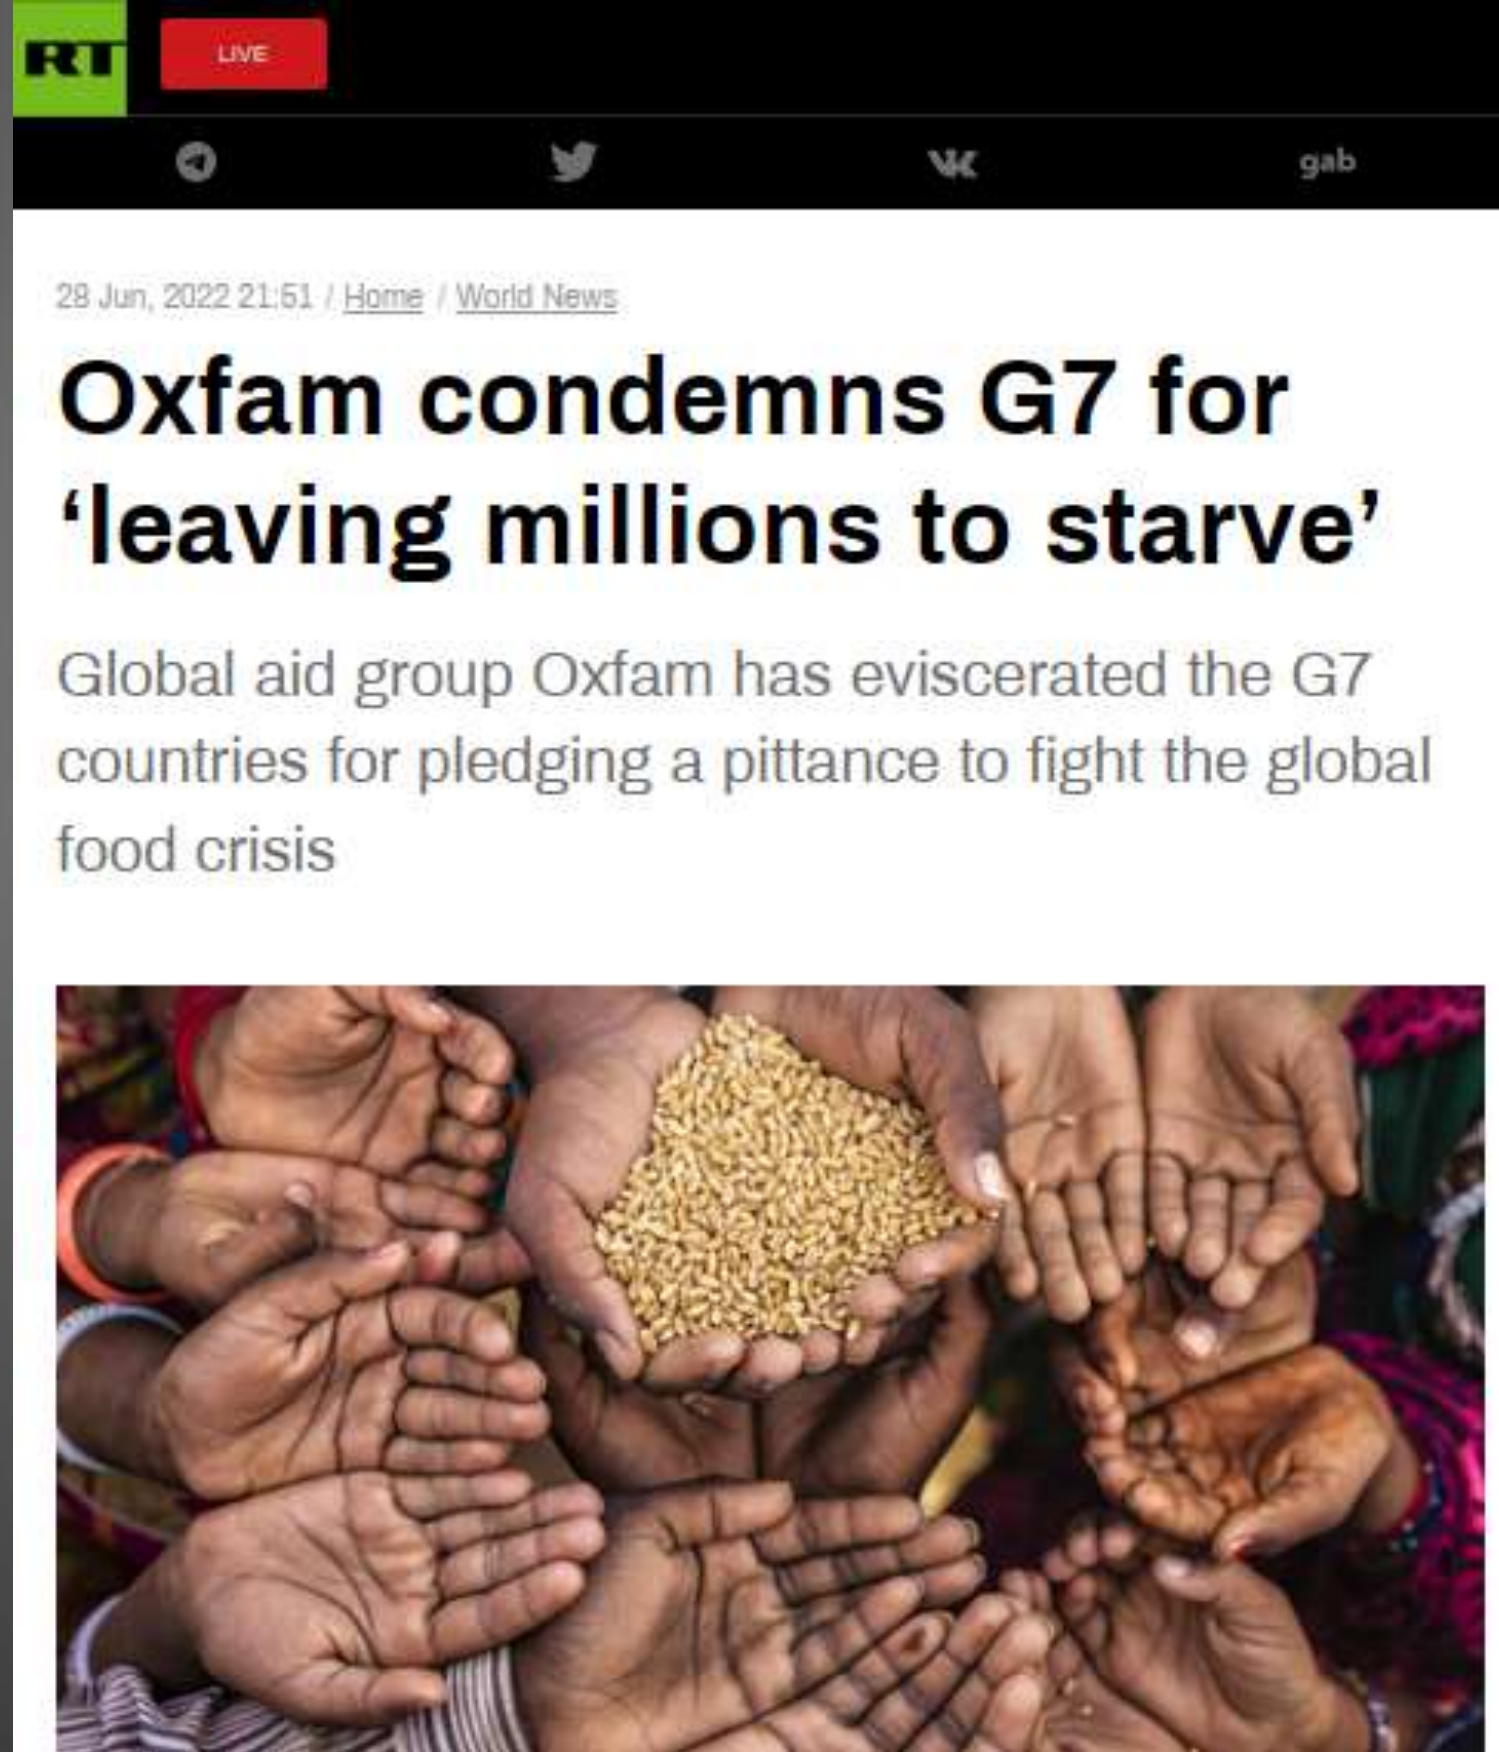 RT
LIVE
gab
28 Jun, 2022 21:51 / Home / World News
Oxfam condemns G7 for
‘leaving millions to starve’
Global aid group Oxfam has eviscerated the G7
countries for pledging a pittance to fight the global
food crisis